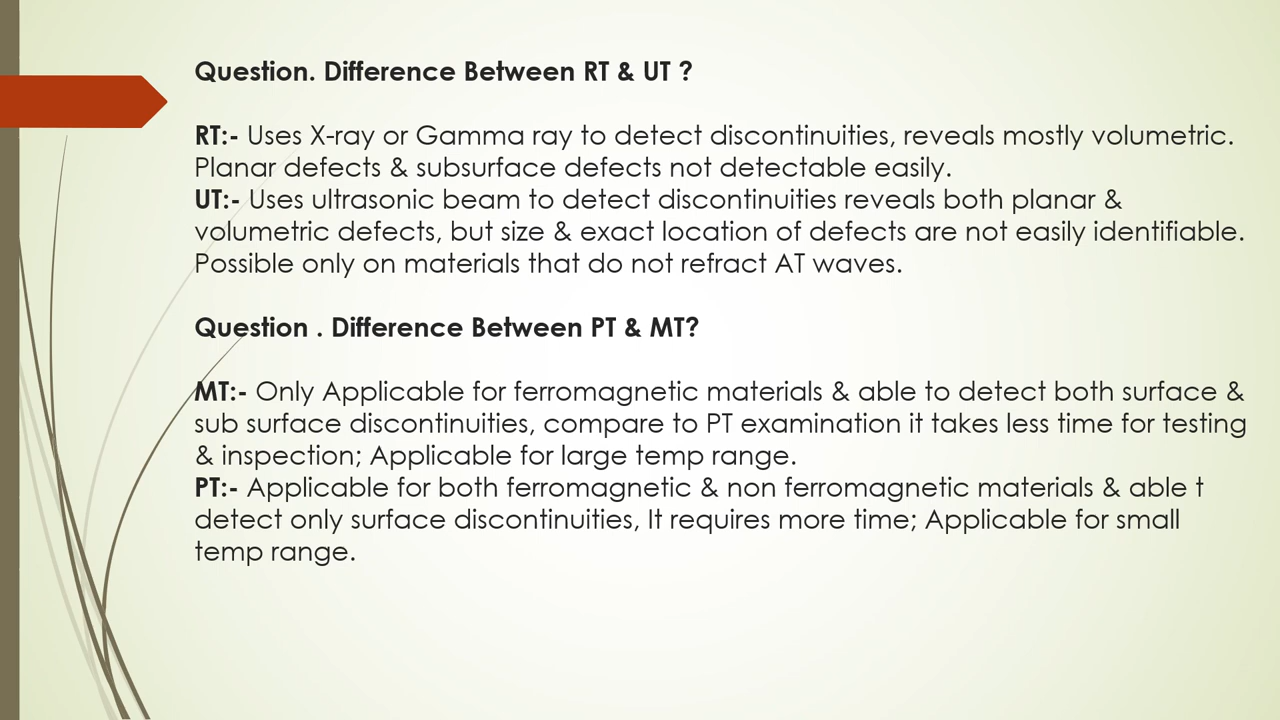 Question. Difference Between RT & UT ?
RT:- Uses X-ray or Gamma ray to detect discontinuities, reveals mostly volumetric.
Planar defects & subsurface defects not detectable easily.
UT:- Uses ultrasonic beam to detect discontinuities reveals both planar &
volumetric defects, but size & exact location of defects are not easily identifiable.
Possible only on materials that do not refract AT waves.
Question . Difference Between PT & MT?
MT:- Only Applicable for ferromagnetic materials & able to detect both surface &
sub surface discontinuities, compare to PT examination it takes less time for testing
& inspection; Applicable for large temp range.
PT:- Applicable for both ferromagnetic & non ferromagnetic materials & able t
detect only surface discontinuities, It requires more time; Applicable for small
temp range.